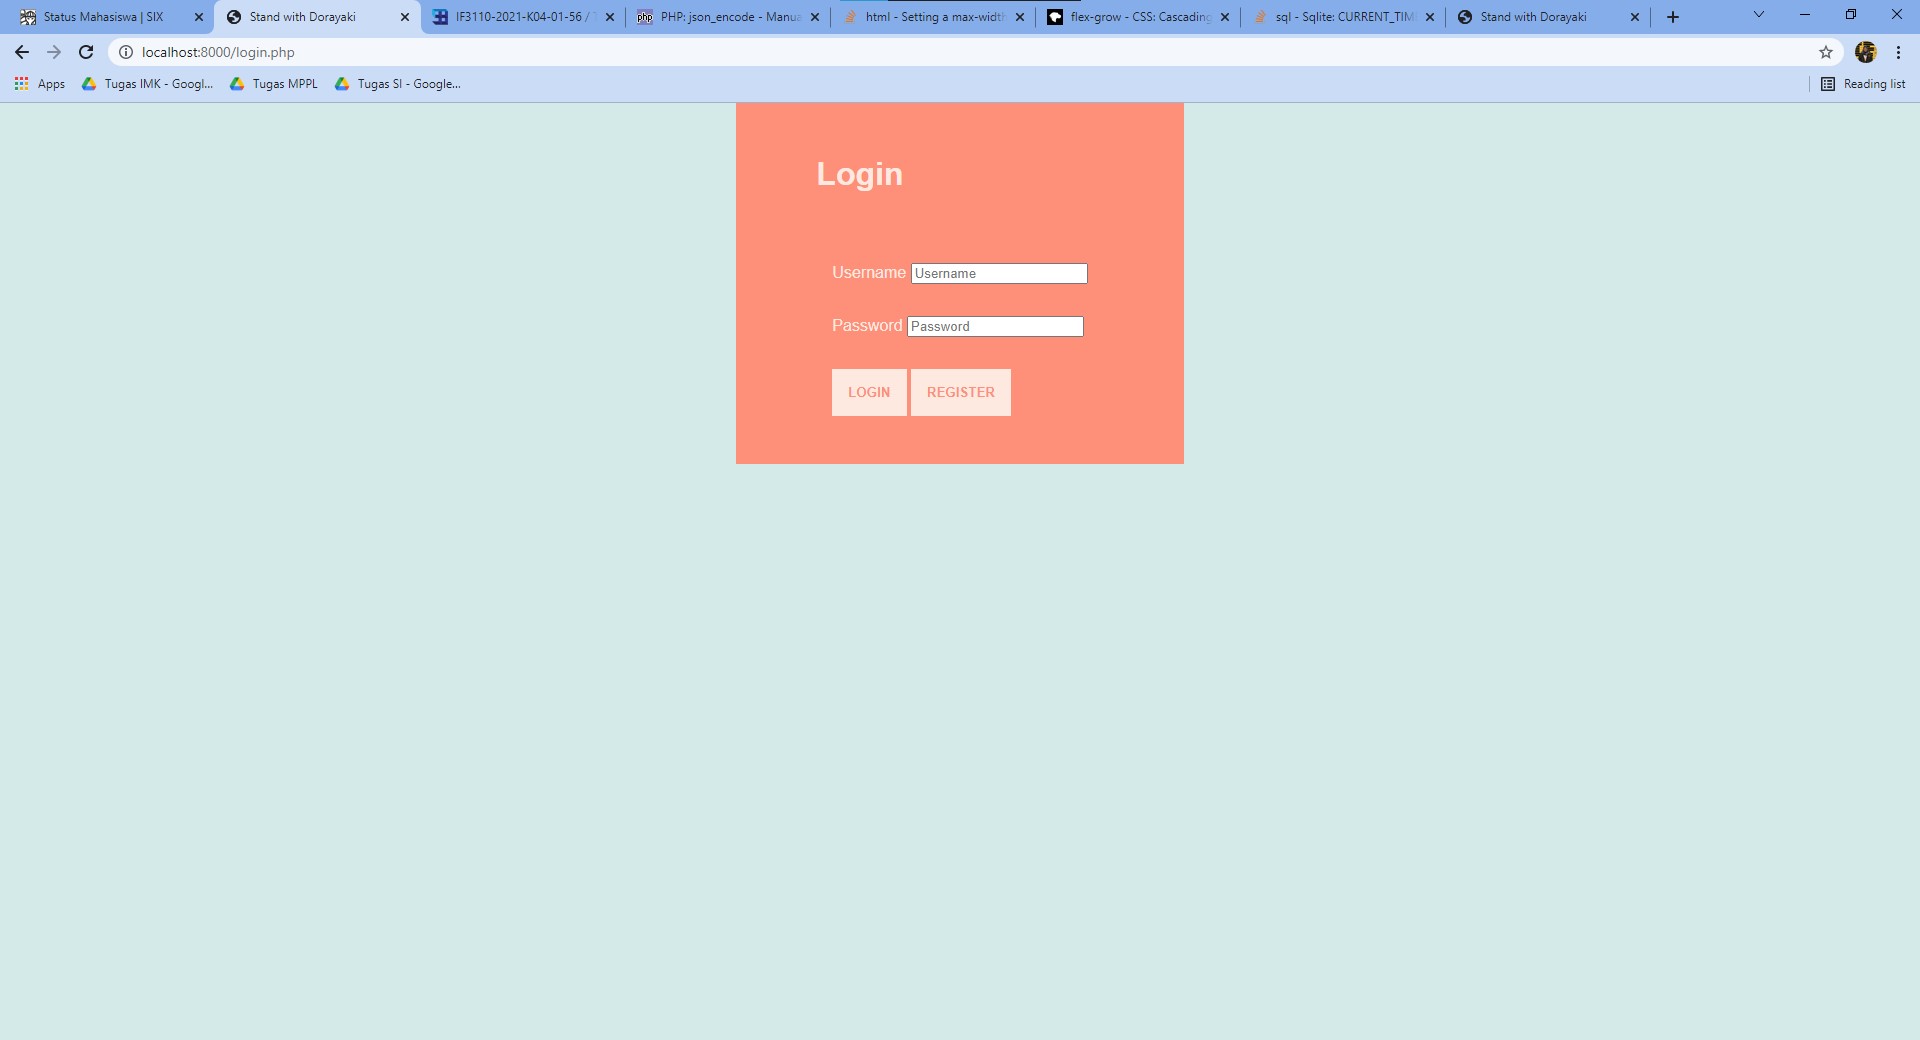 Status Mahasiswa | SIX
Stand with Dorayaki
IF3110-2021-K04-01-56 /
php
PHP: json_encode - Manua
html - Setting a max-width
flex-grow - CSS: Cascading
sql - Sqlite: CURRENT_TIM
Stand with Dorayaki
localhost:8000/login.php
Apps
Tugas IMK - Googl...
Tugas MPPL
Tugas SI - Google...
Reading list
Login
Username Username
Password Password
LOGIN REGISTER